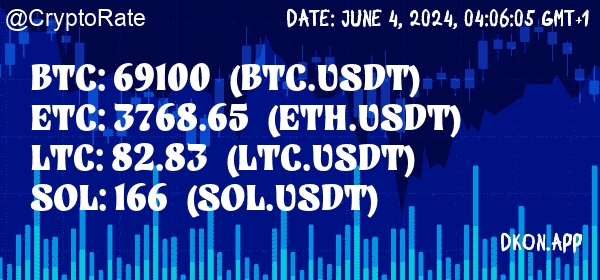 @CryptoRate
DATE: JUNE 4, 2024, 04:06:05 GMT+1
BTC: 69100 (BTC.USDT)
ETC: 3768.65 (ETH.USDT)
LTC: 82.83 (LTC.USDT)
SOL: 166 (SOL.USDT)
DKON.APP